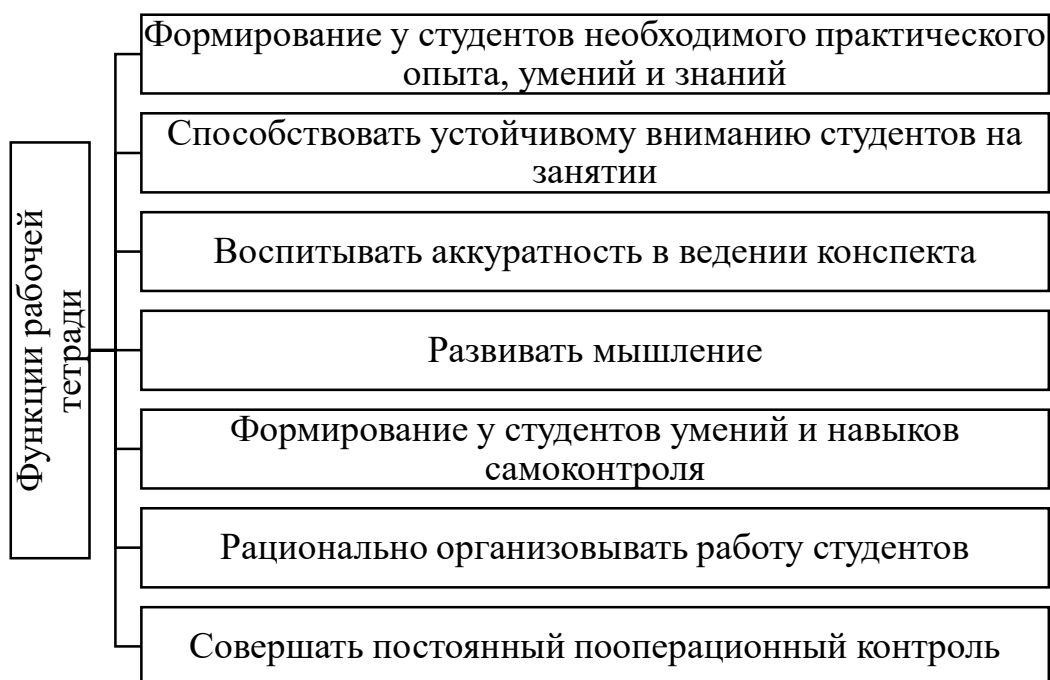 Функции рабочей
тетради
Формирование у студентов необходимого практического
опыта, умений и знаний
Способствовать устойчивому вниманию студентов на
занятии
Воспитывать аккуратность в ведении конспекта
Развивать мышление
Формирование у студентов умений и навыков
самоконтроля
Рационально организовывать работу студентов
Совершать постоянный пооперационный контроль